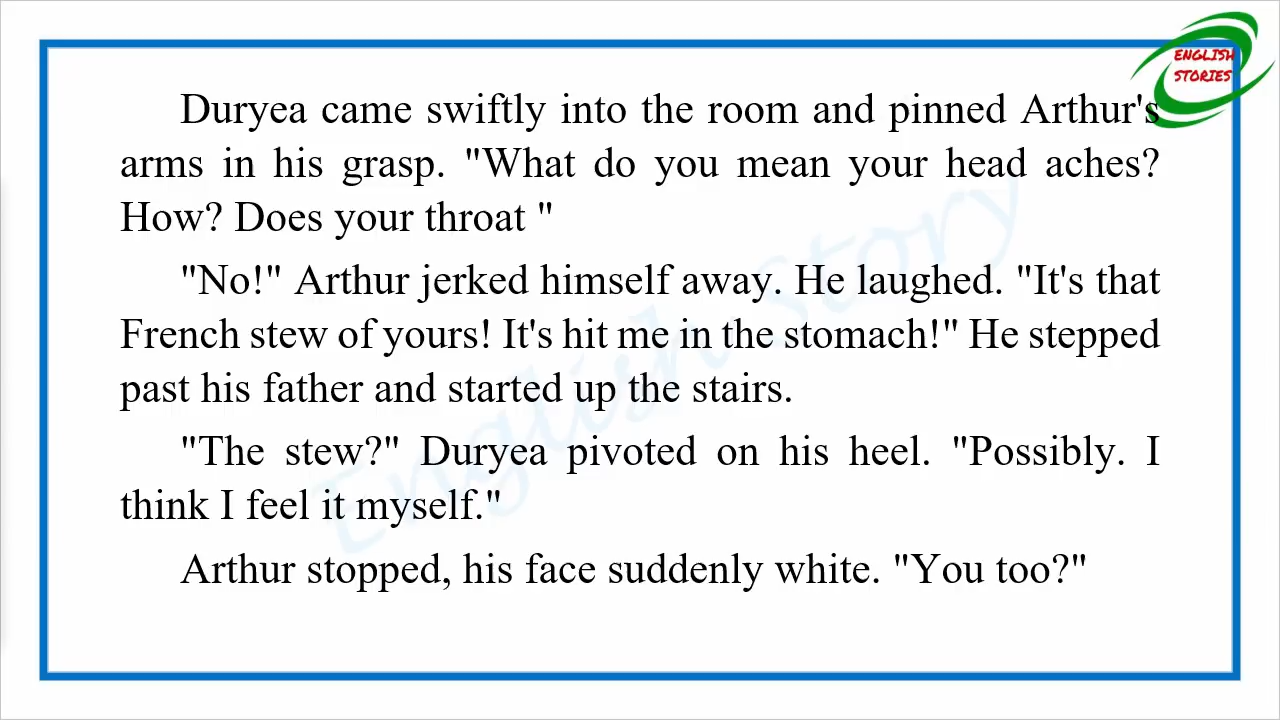 ENGLISH
STORIES
Duryea came swiftly into the room and pinned Arthur's
arms in his grasp. "What do you mean your head aches?
How? Does your throat "
"No!" Arthur jerked himself away. He laughed. "It's that
French stew of yours! It's hit me in the stomach!" He stepped
past his father and started up the stairs.
"The stew?" Duryea pivoted on his heel. "Possibly. I
think I feel it myself."
Arthur stopped, his face suddenly white. "You too?"
English Story